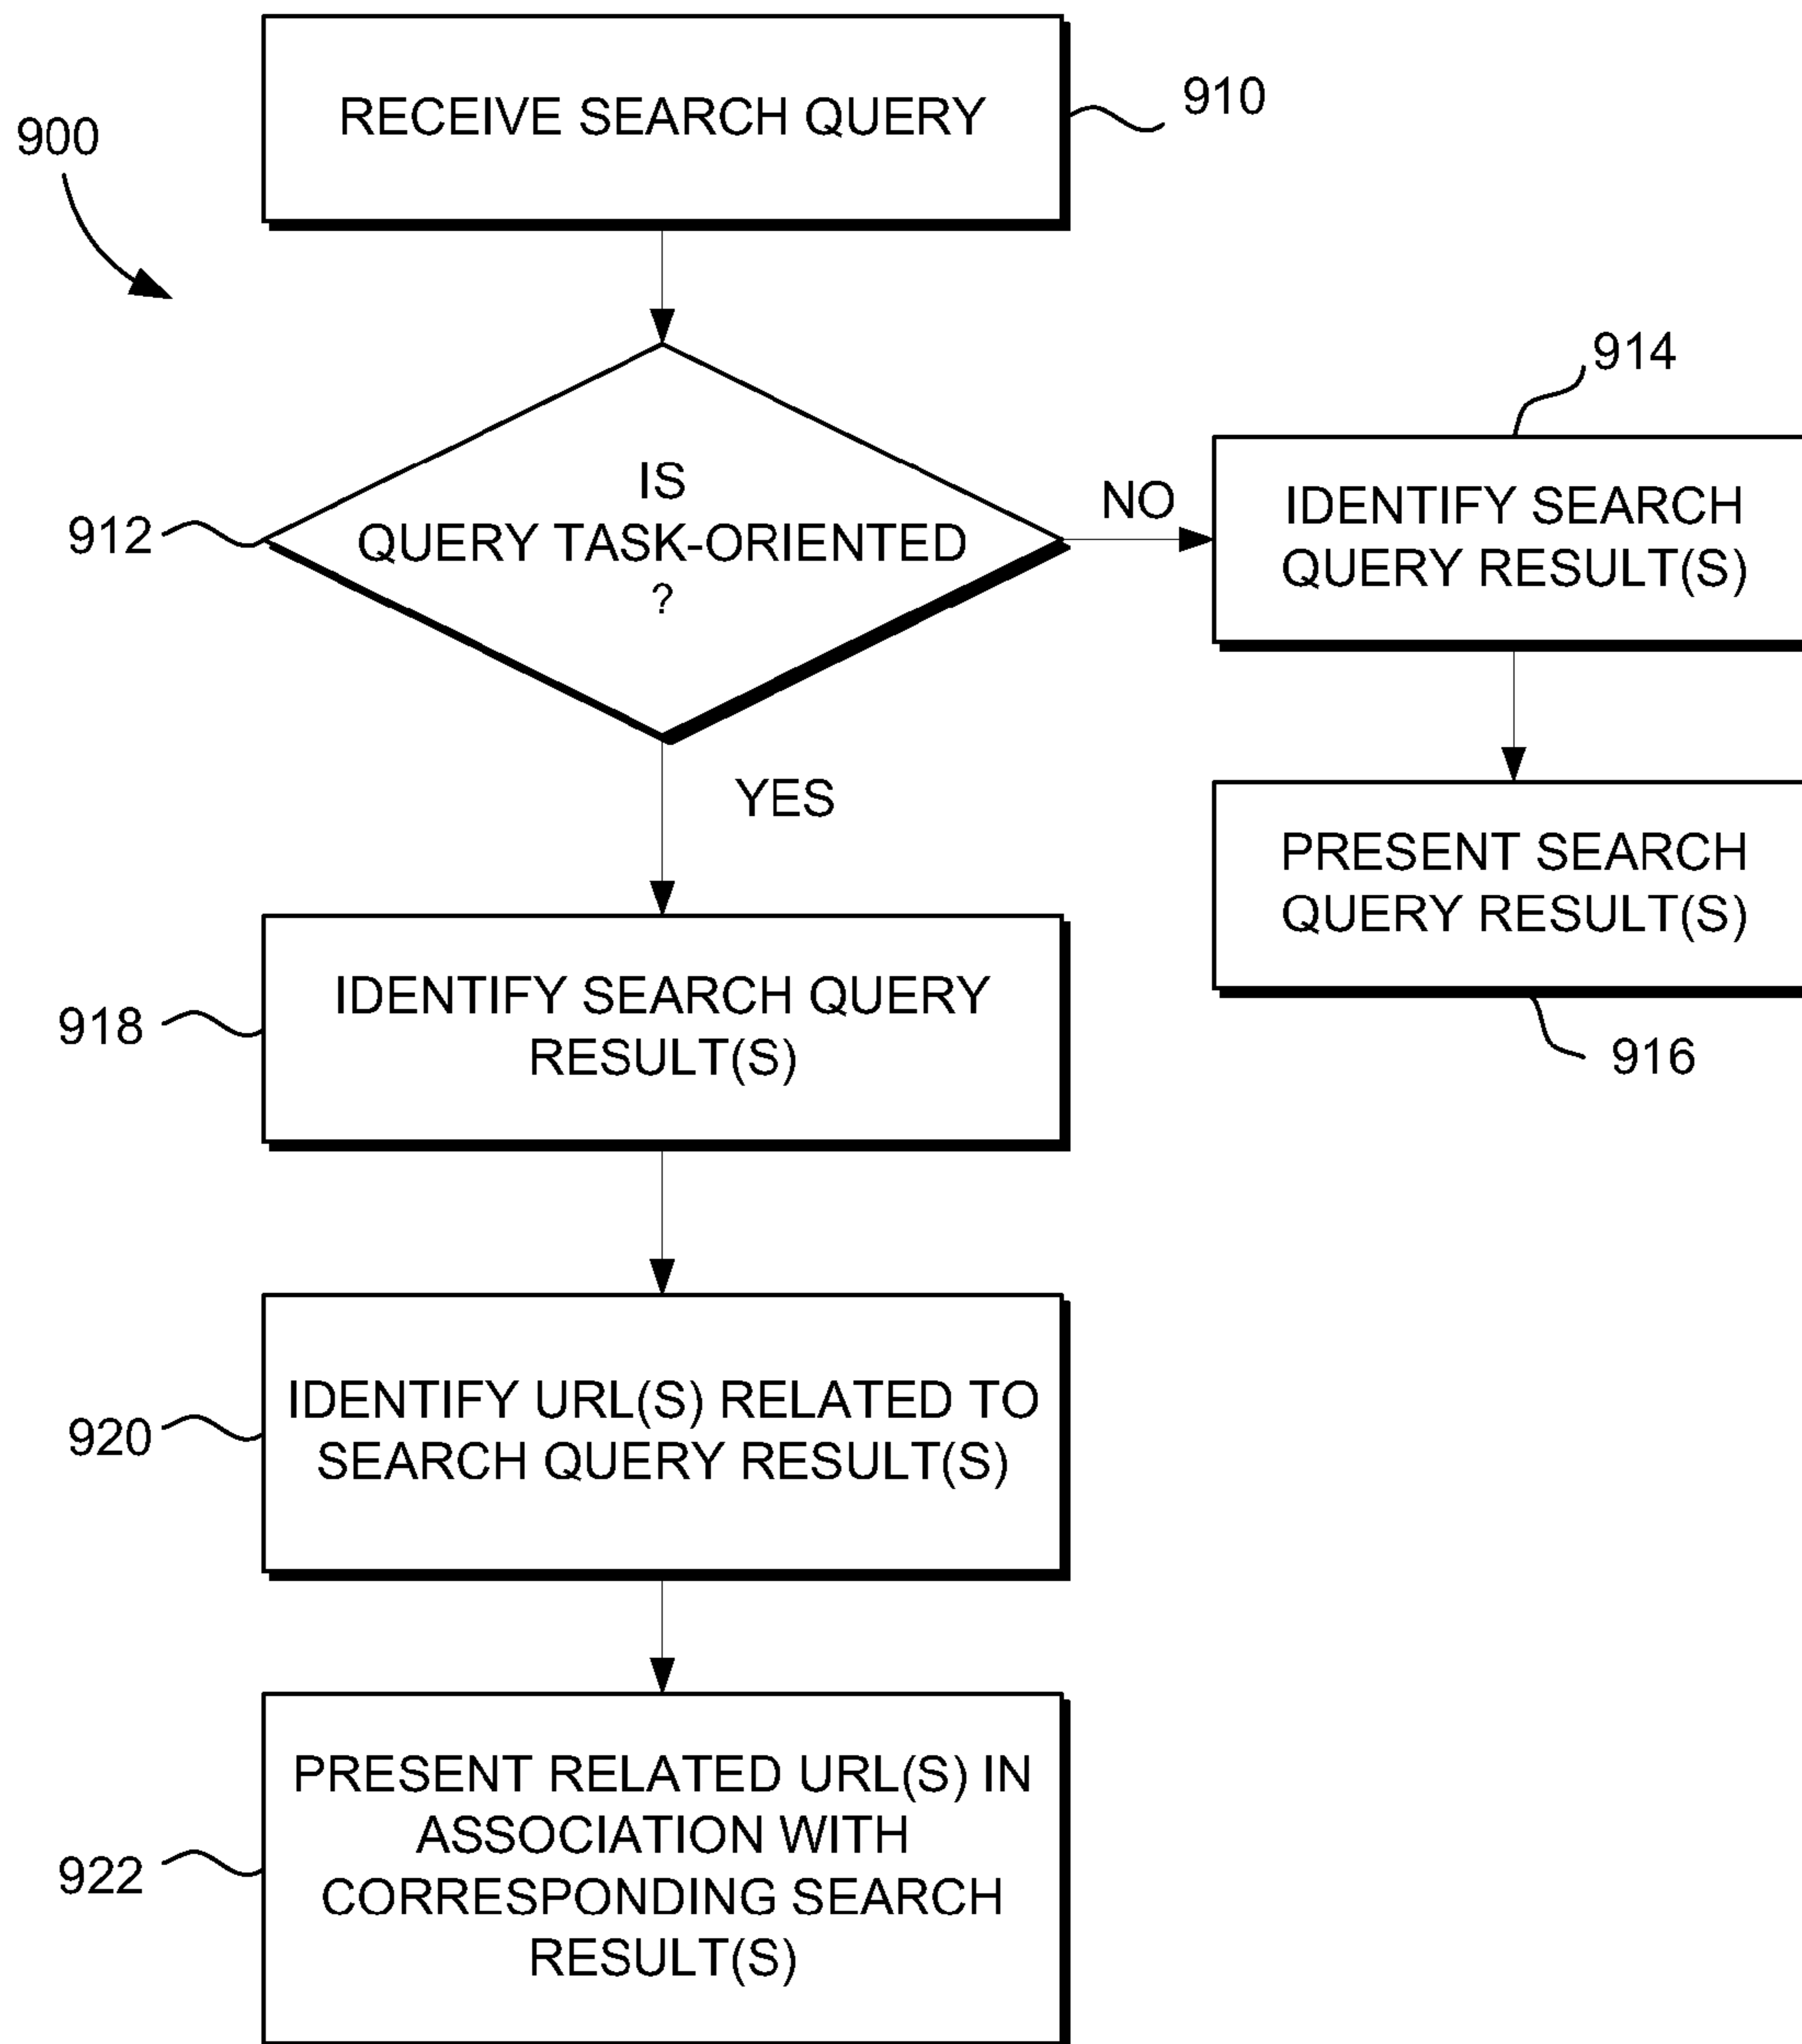 RECEIVE SEARCH QUERY
910
900
IS
QUERY TASK-ORIENTED
?
912
NO
914
IDENTIFY SEARCH
QUERY RESULT(S)
YES
PRESENT SEARCH
QUERY RESULT(S)
916
IDENTIFY SEARCH QUERY
RESULT(S)
918
IDENTIFY URL(S) RELATED TO
SEARCH QUERY RESULT(S)
920
PRESENT RELATED URL(S) IN
ASSOCIATION WITH
CORRESPONDING SEARCH
RESULT(S)
922